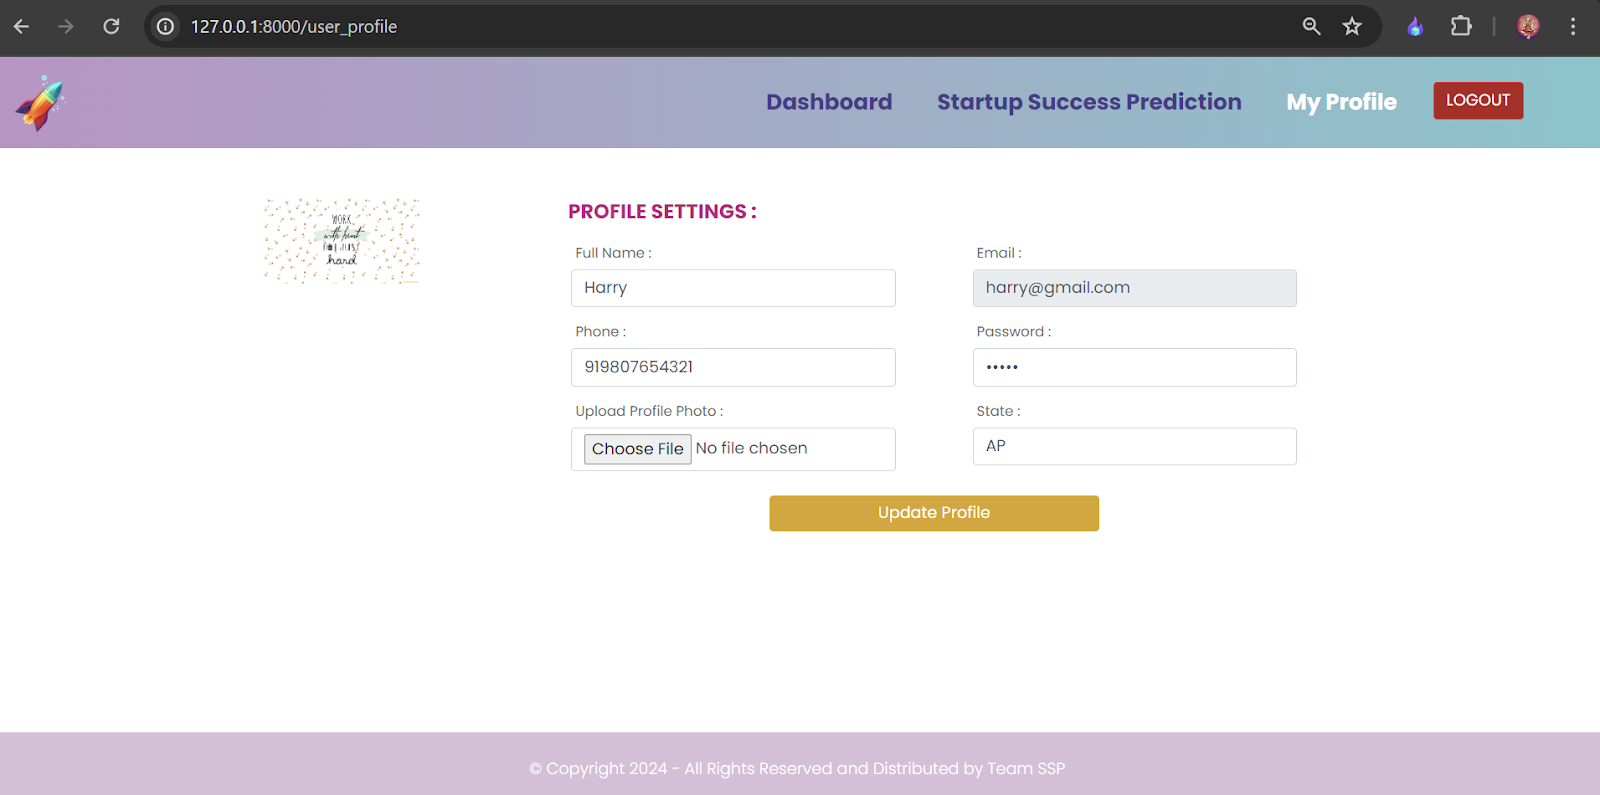 127.0.0.1:8000/user_profile
Dashboard Startup Success Prediction My Profile LOGOUT
WORK
with heart
not just
hard
PROFILE SETTINGS :
Full Name : Email :
Harry harry@gmail.com
Phone : Password :
919807654321 •••••
Upload Profile Photo : State :
Choose File No file chosen AP
Update Profile
© Copyright 2024 - All Rights Reserved and Distributed by Team SSP